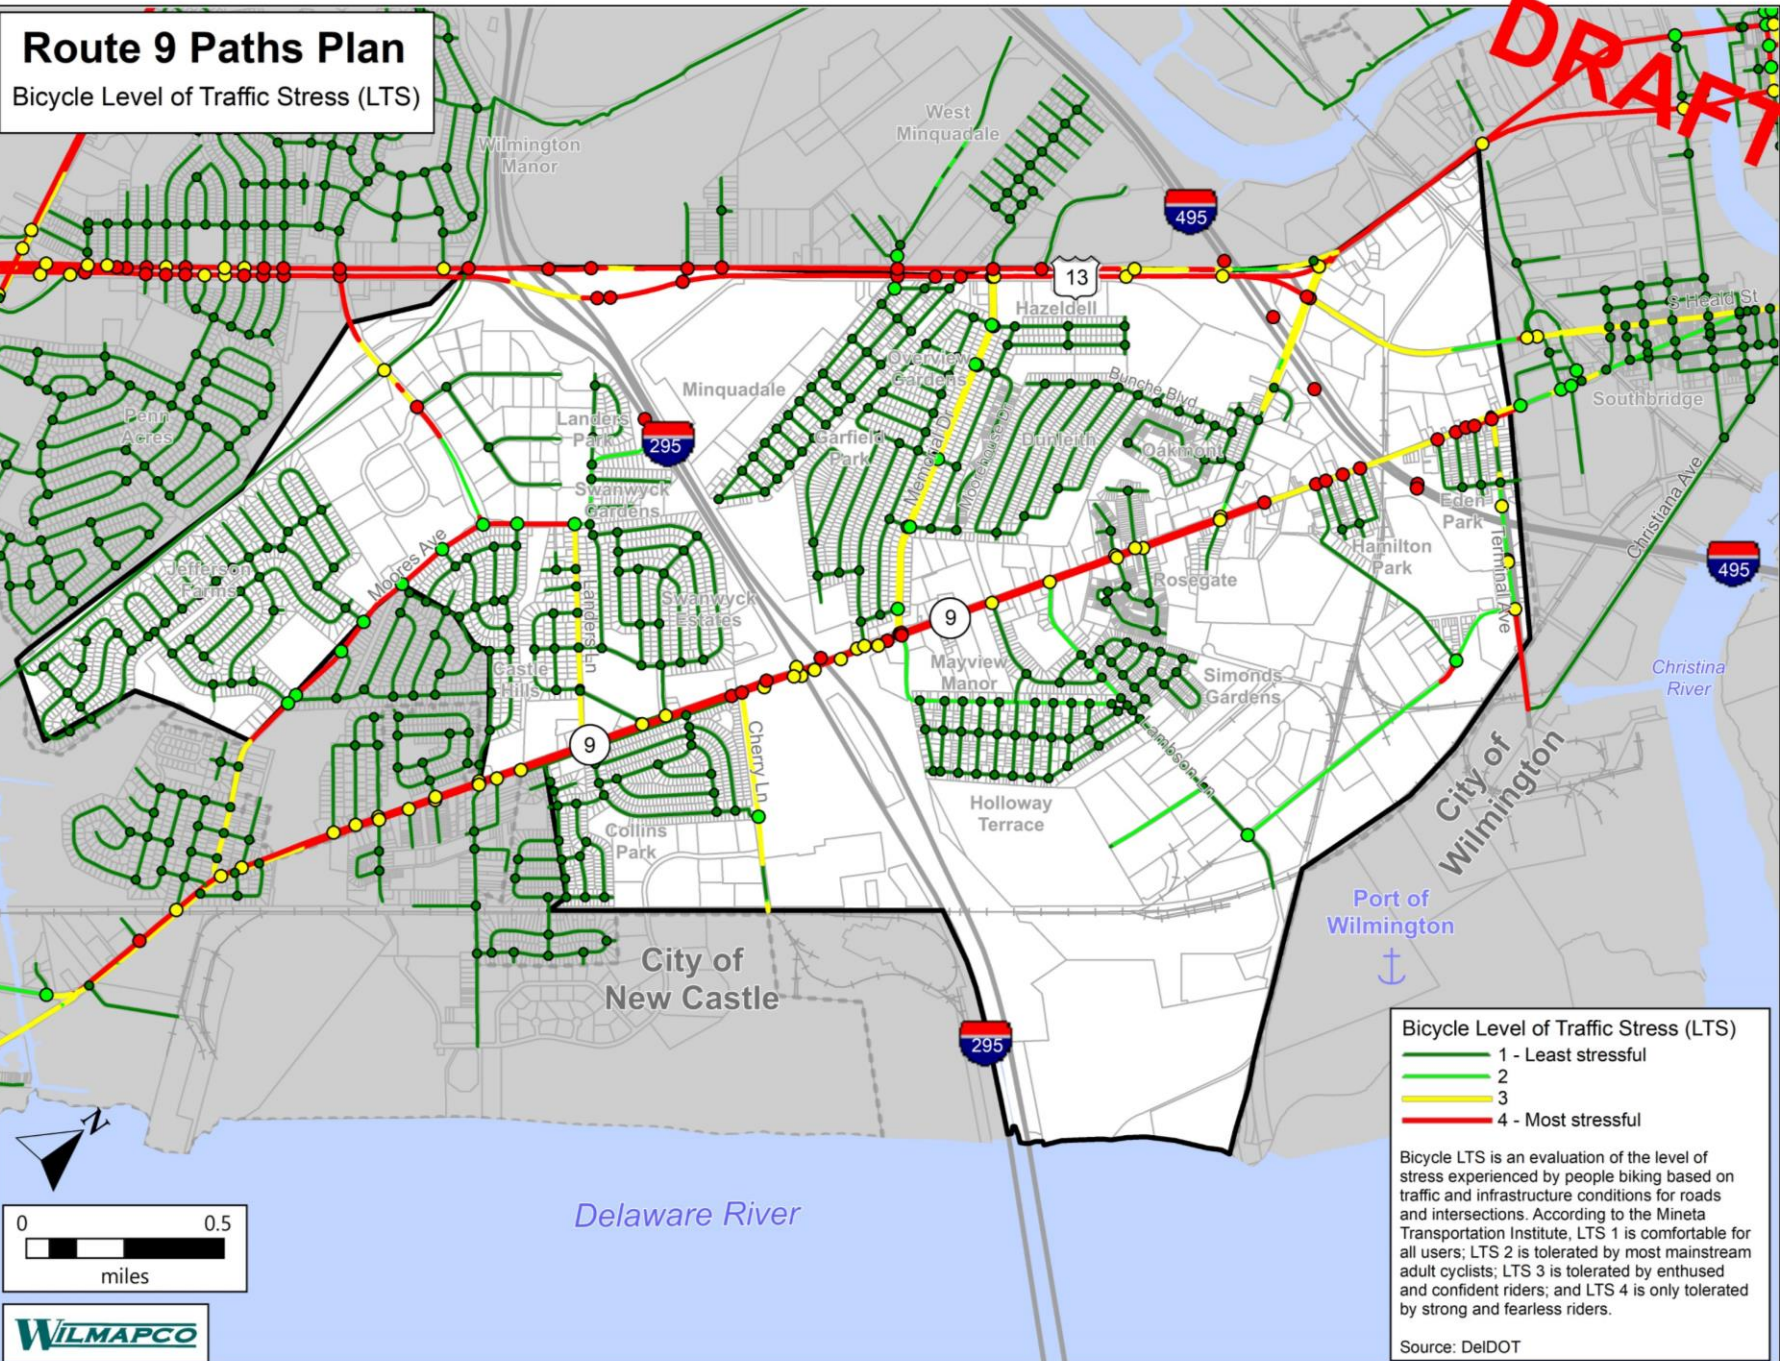 Route 9 Paths Plan
Bicycle Level of Traffic Stress (LTS)
DRAFT
Wilmington
Manor
West
Minquadale
495
13
Hazeldell
S Heald St
Overview
Gardens
Minquadale
Bunche Blvd
Penn
Acres
Landers
Park
295
Garfield
Park
Memorial Dr
Morehouse Dr
Dunleith
Oakmont
Southbridge
Swanwyck
Gardens
Eden
Park
Christiana Ave
Terminal Ave
Hamilton
Park
495
Moores Ave
Jefferson
Farms
Landers Ln
Swanwyck
Estates
Rosegate
9
Castle
Hills
Mayview
Manor
Simonds
Gardens
Christina
River
9
Cherry Ln
Lambson Ln
Holloway
Terrace
City of
Wilmington
Collins
Park
Port of
Wilmington
City of
New Castle
295
N
0 0.5
miles
Delaware River
WILMAPCO
Bicycle Level of Traffic Stress (LTS)
1 - Least stressful
2
3
4 - Most stressful
Bicycle LTS is an evaluation of the level of
stress experienced by people biking based on
traffic and infrastructure conditions for roads
and intersections. According to the Mineta
Transportation Institute, LTS 1 is comfortable for
all users; LTS 2 is tolerated by most mainstream
adult cyclists; LTS 3 is tolerated by enthused
and confident riders; and LTS 4 is only tolerated
by strong and fearless riders.
Source: DelDOT